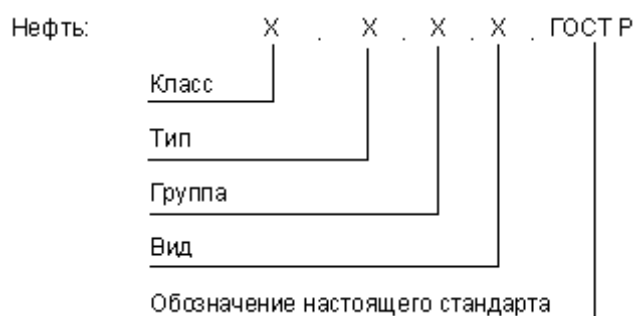 Нефть: X . X . X . X . ГОСТ Р
Класс
Тип
Группа
Вид
Обозначение настоящего стандарта